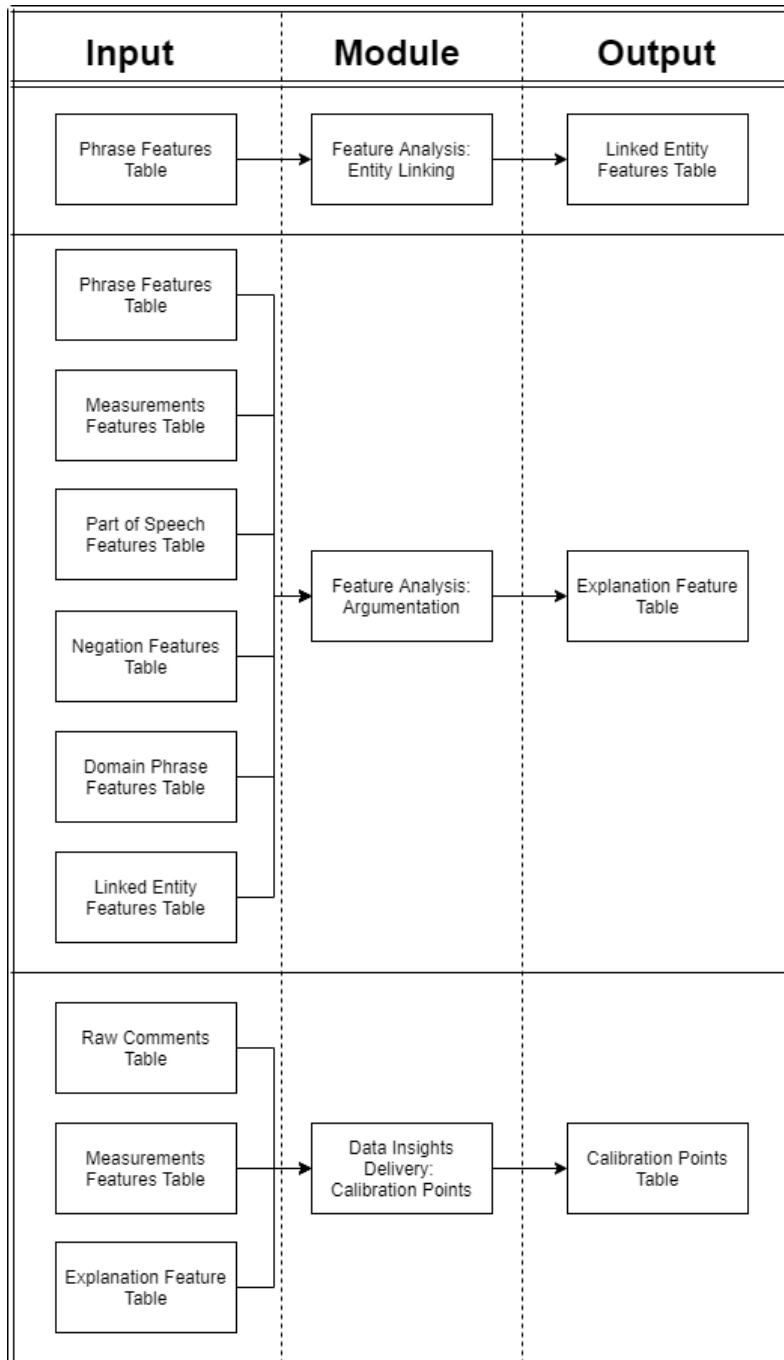 Input
Module
Output
Phrase Features
Table
Feature Analysis:
Entity Linking
Linked Entity
Features Table
Phrase Features
Table
Measurements
Features Table
Part of Speech
Features Table
Negation Features
Table
Domain Phrase
Features Table
Linked Entity
Features Table
Feature Analysis:
Argumentation
Explanation Feature
Table
Raw Comments
Table
Measurements
Features Table
Explanation Feature
Table
Data Insights
Delivery:
Calibration Points
Calibration Points
Table